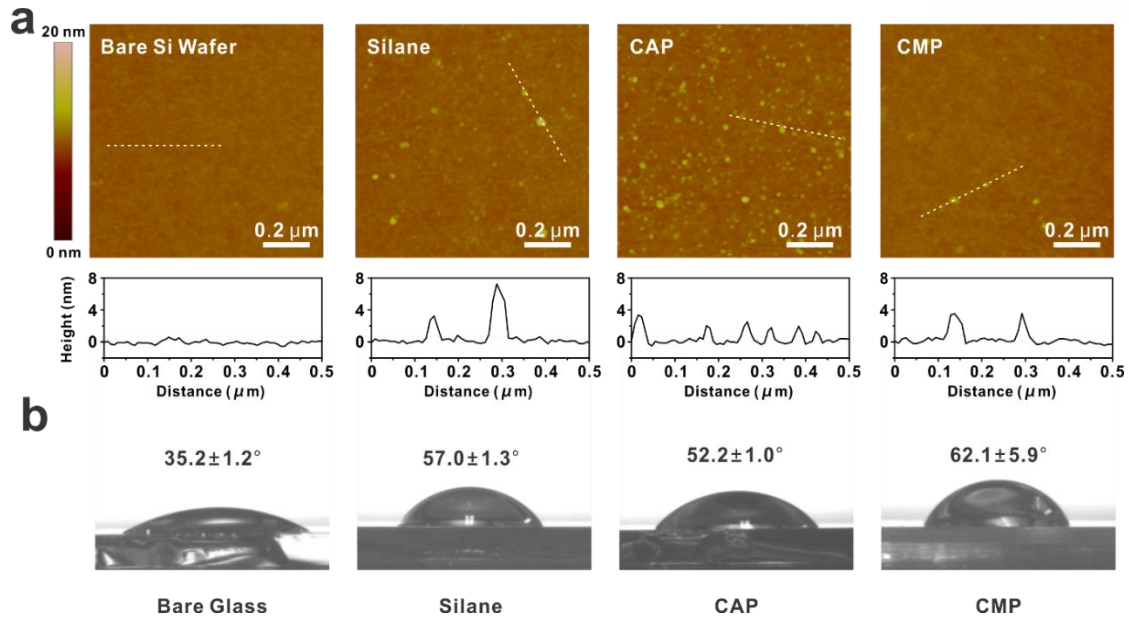 a
20 nm
0 nm
Bare Si Wafer
0.2 μm
Silane
0.2 μm
CAP
0.2 μm
CMP
0.2 μm
Height (nm)
8
4
0
0 0.1 0.2 0.3 0.4 0.5
Distance (μm)
8
4
0
0 0.1 0.2 0.3 0.4 0.5
Distance (μm)
8
4
0
0 0.1 0.2 0.3 0.4 0.5
Distance (μm)
8
4
0
0 0.1 0.2 0.3 0.4 0.5
Distance (μm)
b
35.2±1.2°
57.0±1.3°
52.2±1.0°
62.1±5.9°
Bare Glass
Silane
CAP
CMP